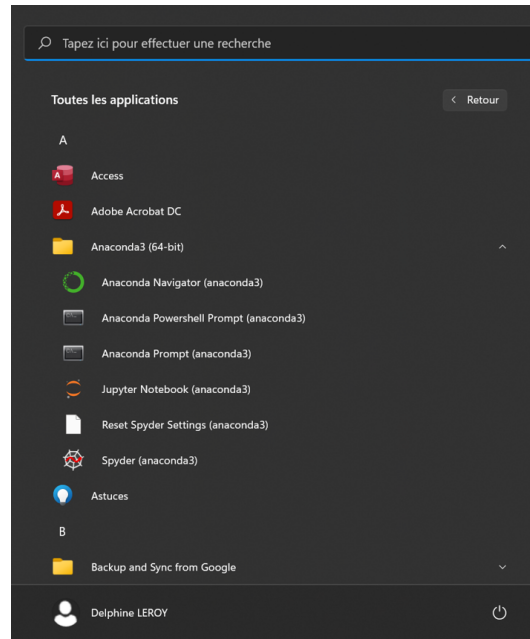 Tapez ici pour effectuer une recherche
Toutes les applications
Retour
A
Access
Adobe Acrobat DC
Anaconda3 (64-bit)
Anaconda Navigator (anaconda3)
Anaconda Powershell Prompt (anaconda3)
Anaconda Prompt (anaconda3)
Jupyter Notebook (anaconda3)
Reset Spyder Settings (anaconda3)
Spyder (anaconda3)
Astuces
B
Backup and Sync from Google
Delphine LEROY